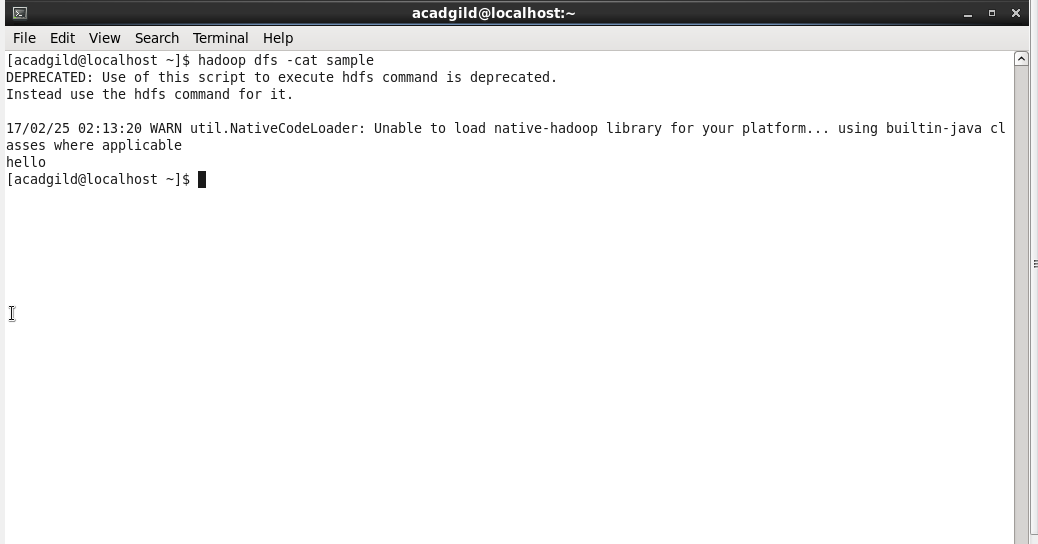 acadgild@localhost:~
File Edit View Search Terminal Help
[acadgild@localhost ~]$ hadoop dfs -cat sample
DEPRECATED: Use of this script to execute hdfs command is deprecated.
Instead use the hdfs command for it.
17/02/25 02:13:20 WARN util.NativeCodeLoader: Unable to load native-hadoop library for your platform... using builtin-java cl
asses where applicable
hello
[acadgild@localhost ~]$